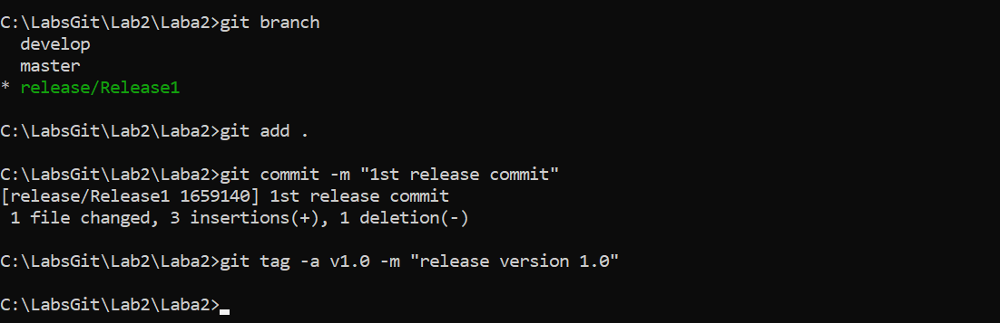 C:\LabsGit\Lab2\Laba2>git branch
  develop
  master
* release/Release1
C:\LabsGit\Lab2\Laba2>git add .
C:\LabsGit\Lab2\Laba2>git commit -m "1st release commit"
[release/Release1 1659140] 1st release commit
 1 file changed, 3 insertions(+), 1 deletion(-)
C:\LabsGit\Lab2\Laba2>git tag -a v1.0 -m "release version 1.0"
C:\LabsGit\Lab2\Laba2>